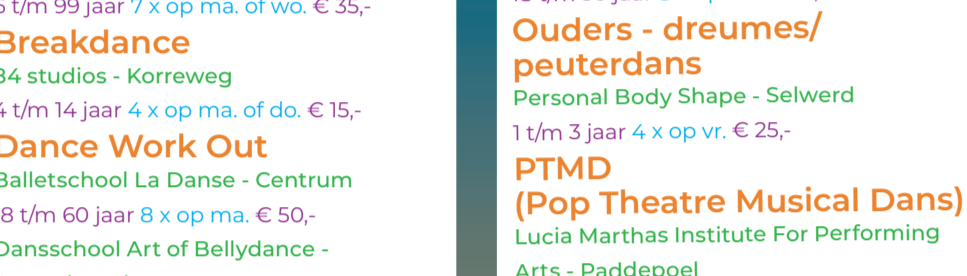 t/m 99 jaar 7 x op ma. of wo. € 35,-
Breakdance
34 studios - Korreweg
4 t/m 14 jaar 4 x op ma. of do. € 15,-
Dance Work Out
Balletschool La Danse - Centrum
8 t/m 60 jaar 8 x op ma. € 50,-
Dansschool Art of Bellydance -
Ouders - dreumes/
peuterdans
Personal Body Shape - Selwerd
1 t/m 3 jaar 4 x op vr. € 25,-
PTMD
(Pop Theatre Musical Dans)
Lucia Marthas Institute For Performing
Arts - Paddepoel